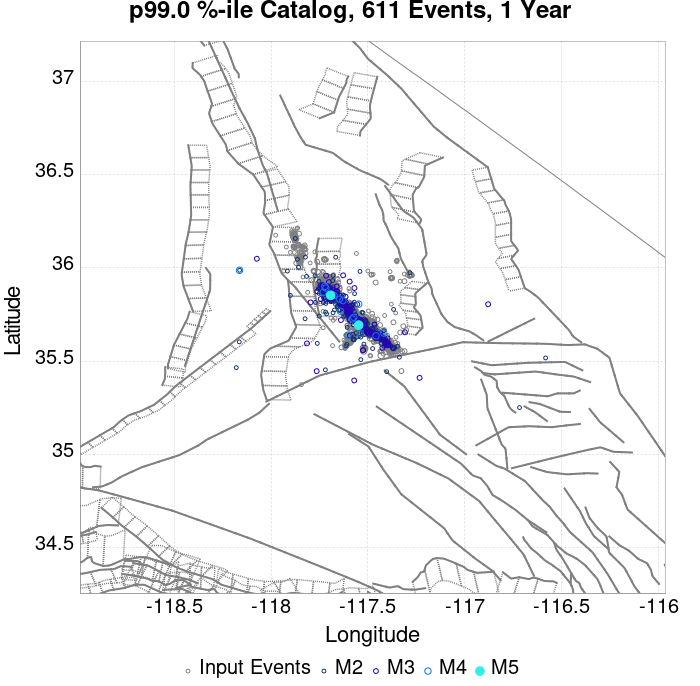 p99.0 %-ile Catalog, 611 Events, 1 Year
37
36.5
36
35.5
35
34.5
Latitude
-118.5 -118 -117.5 -117 -116.5 -116
Longitude
Input Events M2 M3 M4 M5